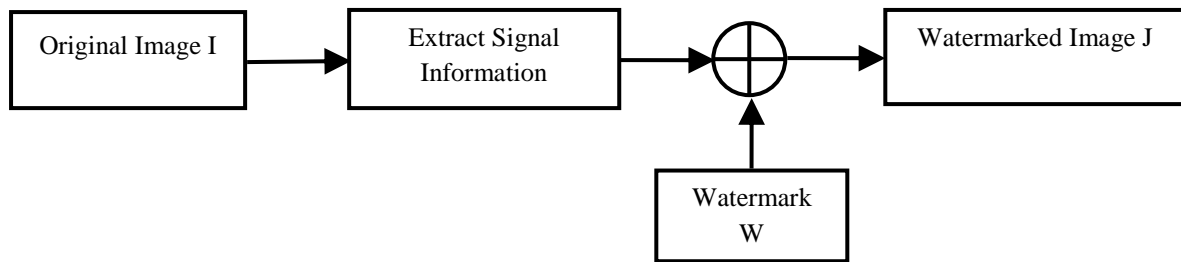 Original Image I
Extract Signal
Information
Watermarked Image J
Watermark
W